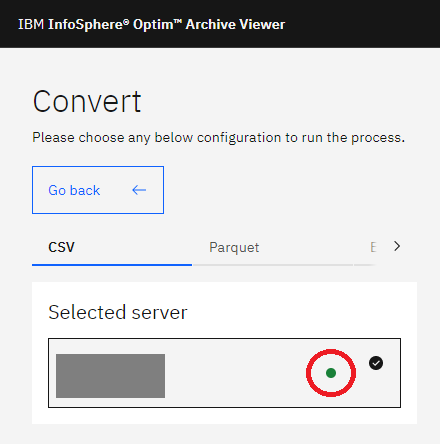 IBM InfoSphere® Optim™ Archive Viewer
Convert
Please choose any below configuration to run the process.
Go back
CSV Parquet
Selected server